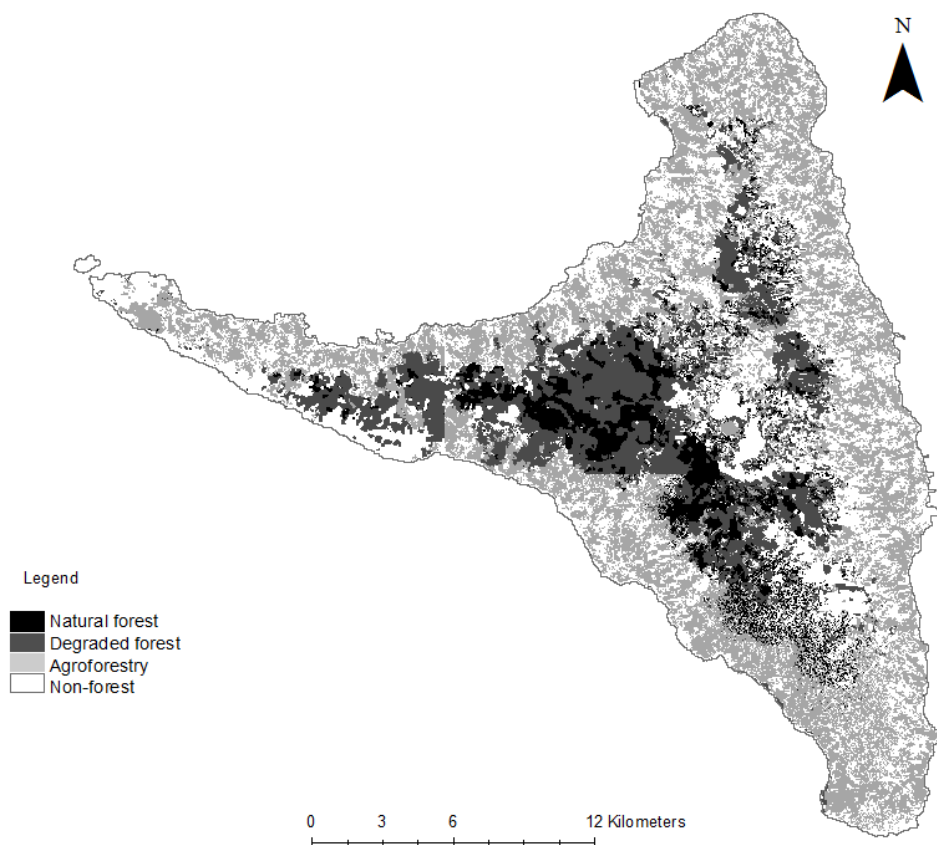 N
Legend
Natural forest
Degraded forest
Agroforestry
Non-forest
0 3 6 12 Kilometers